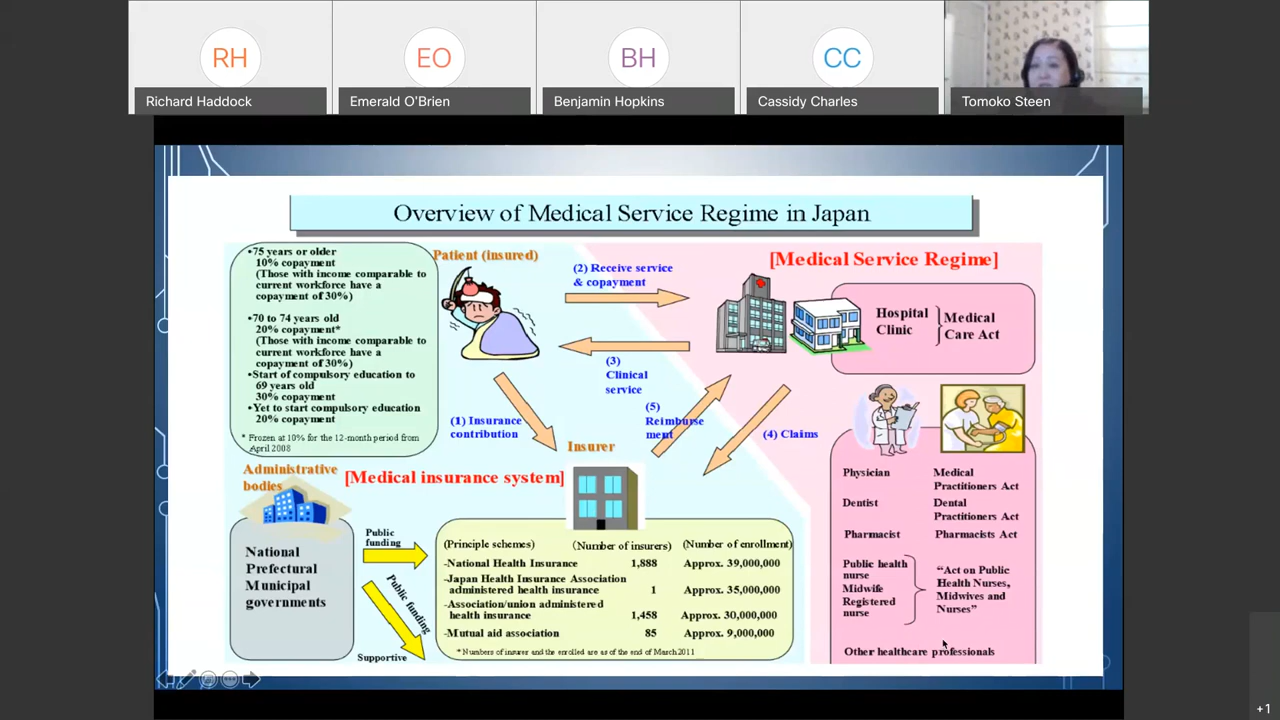 RH
EO
BH
CC
Richard Haddock
Emerald O'Brien
Benjamin Hopkins
Cassidy Charles
Tomoko Steen
Overview of Medical Service Regime in Japan
•75 years or older
10% copayment
(Those with income comparable to
current workforce have a
copayment of 30%)
•70 to 74 years old
20% copayment*
(Those with income comparable to
current workforce have a
copayment of 30%)
•Start of compulsory education to
69 years old
30% copayment
•Yet to start compulsory education
20% copayment
* Frozen at 10% for the 12-month period from
April 2008
Patient (insured)
(2) Receive service
& copayment
(3)
Clinical
service
(1) Insurance
contribution
(5)
Reimburse
ment
(4) Claims
[Medical Service Regime]
Hospital
Clinic
Medical
Care Act
Insurer
Administrative
bodies
[Medical insurance system]
National
Prefectural
Municipal
governments
Public
funding
Public funding
Supportive
(Principle schemes) (Number of insurers) (Number of enrollment)
-National Health Insurance 1,888 Approx. 39,000,000
-Japan Health Insurance Association
administered health insurance 1 Approx. 35,000,000
-Association/union administered
health insurance 1,458 Approx. 30,000,000
-Mutual aid association 85 Approx. 9,000,000
* Numbers of insurer and the enrolled are as of the end of March 2011
Physician Medical
Practitioners Act
Dentist Dental
Practitioners Act
Pharmacist Pharmacists Act
Public health
nurse
Midwife
Registered
nurse
“Act on Public
Health Nurses,
Midwives and
Nurses”
Other healthcare professionals
+1